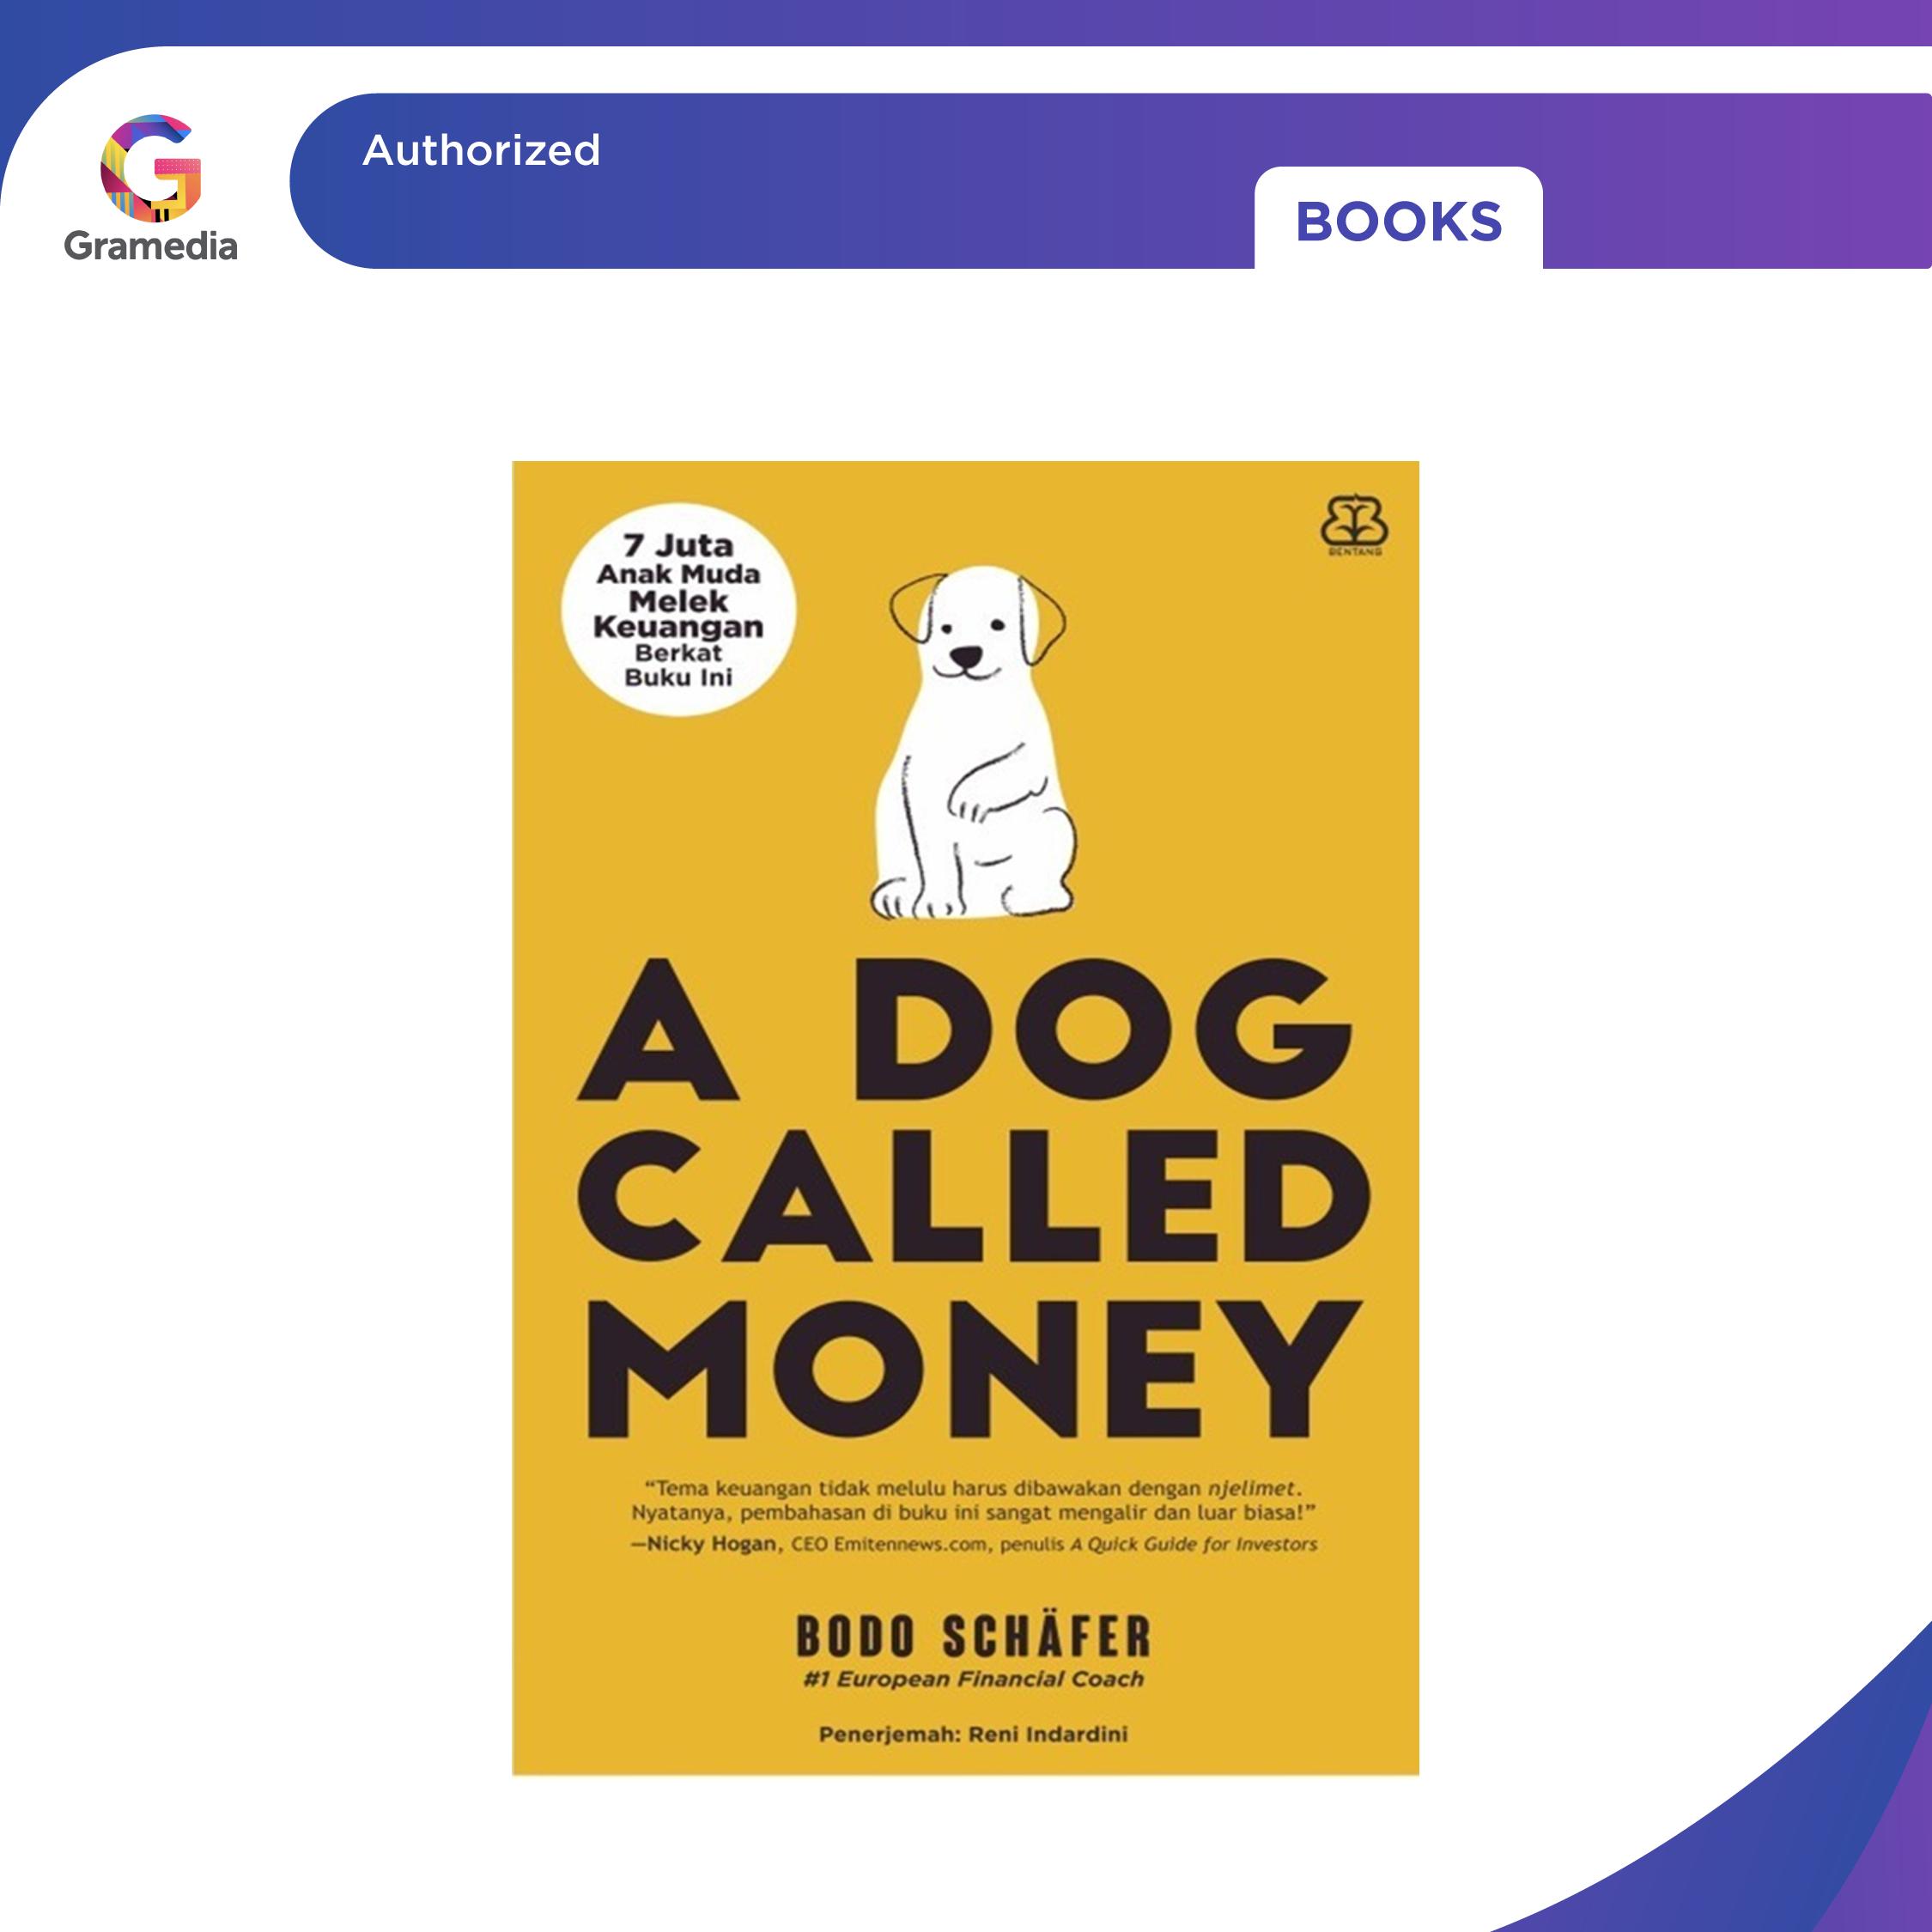 Gramedia
Authorized
BOOKS
7 Juta
Anak Muda
Melek
Keuangan
Berkat
Buku Ini
BENTANG
A DOG
CALLED
MONEY
“Tema keuangan tidak melulu harus dibawakan dengan njelimet.
Nyatanya, pembahasan di buku ini sangat mengalir dan luar biasa!”
—Nicky Hogan, CEO Emitennews.com, penulis A Quick Guide for Investors
BODO SCHÄFER
#1 European Financial Coach
Penerjemah: Reni Indardini